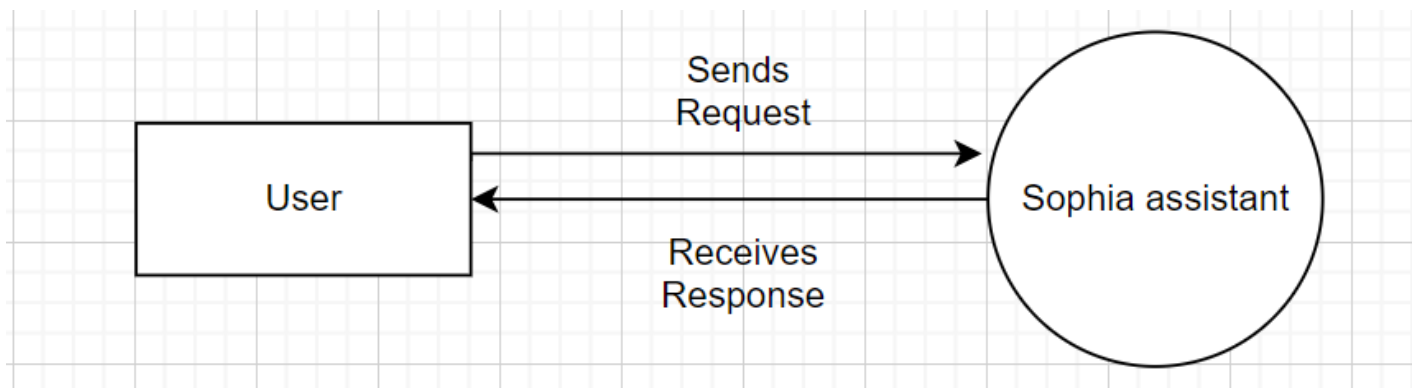 Sends
Request
User
Sophia assistant
Receives
Response